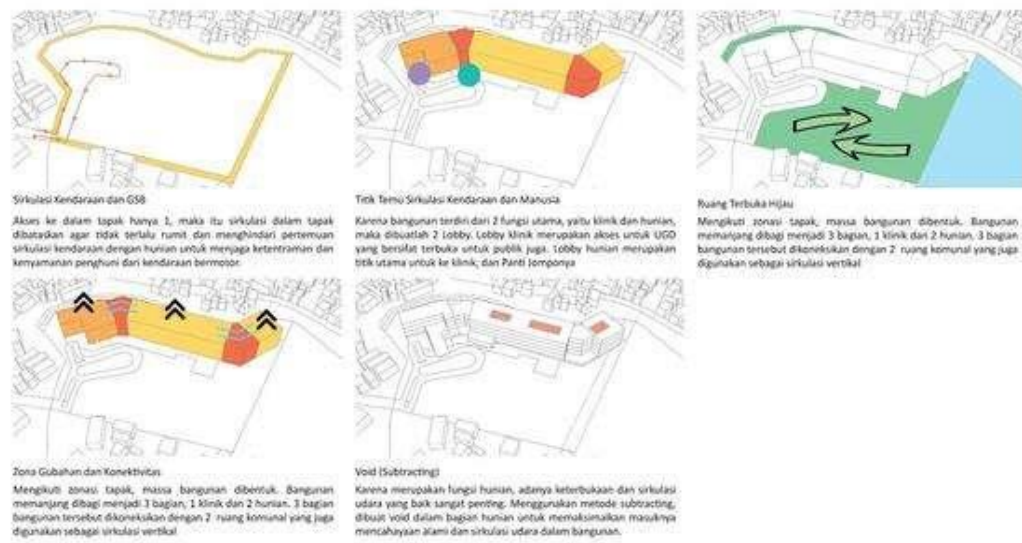 Sirkulasi Kendaraan dan GSB
Akses ke dalam tapak hanya 1, maka itu sirkulasi dalam tapak
dibataskan agar tidak terlalu rumit dan menghindari pertemuan
sirkulasi kendaraan dengan hunian untuk menjaga ketentraman dan
kenyamanan penghuni dari kendaraan bermotor.
Titik Temu Sirkulasi Kendaraan dan Manusia
Karena bangunan terdiri dari 2 fungsi utama, yaitu klinik dan hunian,
maka dibuatlah 2 Lobby. Lobby klinik merupakan akses untuk UGD
yang bersifat terbuka untuk publik juga. Lobby hunian merupakan
titik utama untuk ke klinik, dan Panti Jomponya
Ruang Terbuka Hijau
Mengikuti zonasi tapak, massa bangunan dibentuk. Bangunan
memanjang dibagi menjadi 3 bagian, 1 klinik dan 2 hunian. 3 bagian
bangunan tersebut dikoneksikan dengan 2 ruang komunal yang juga
digunakan sebagai sirkulasi vertikal
Zona Gubahan dan Konektivitas
Mengikuti zonasi tapak, massa bangunan dibentuk. Bangunan
memanjang dibagi menjadi 3 bagian, 1 klinik dan 2 hunian. 3 bagian
bangunan tersebut dikoneksikan dengan 2 ruang komunal yang juga
digunakan sebagai sirkulasi vertikal
Void (Subtracting)
Karena merupakan fungsi hunian, adanya keterbukaan dan sirkulasi
udara yang baik sangat penting. Menggunakan metode subtracting,
dibuat void dalam bagian hunian untuk memaksimalkan masuknya
mencahayaan alami dan sirkulasi udara dalam bangunan.